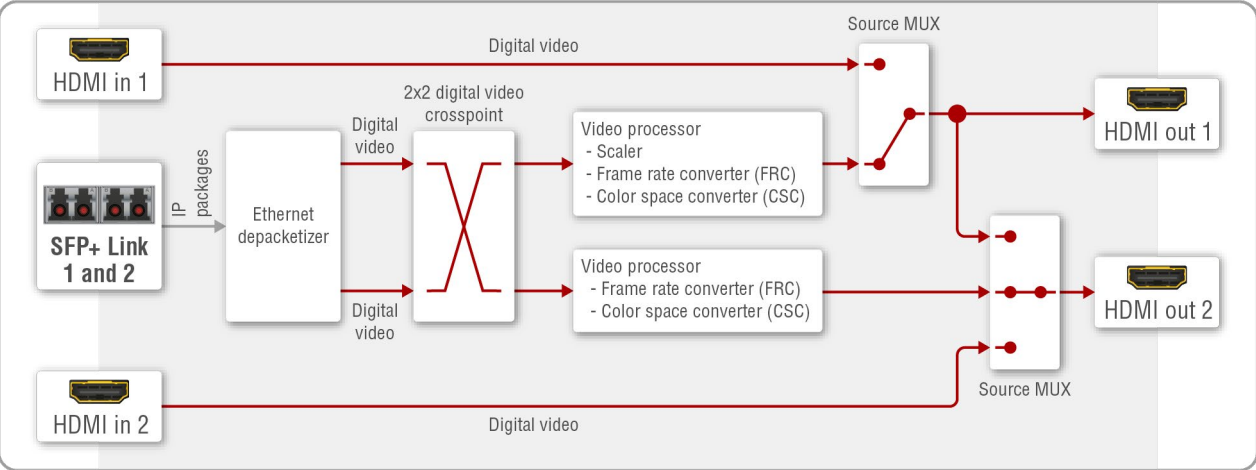 Source MUX
Digital video
HDMI in 1
2x2 digital video
crosspoint
HDMI out 1
Digital
video
Video processor
- Scaler
- Frame rate converter (FRC)
- Color space converter (CSC)
IP
packages
Ethernet
depacketizer
SFP+ Link
1 and 2
Video processor
- Frame rate converter (FRC)
- Color space converter (CSC)
HDMI out 2
Digital
video
Source MUX
HDMI in 2
Digital video